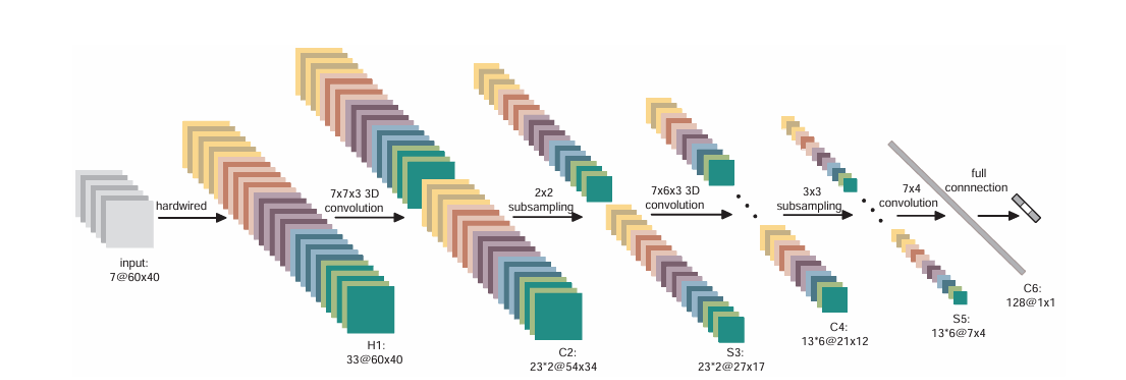 hardwired
7x7x3 3D
convolution
2x2
subsampling
7x6x3 3D
convolution
3x3
subsampling
7x4
convolution
full
connnection
input:
7@60x40
H1:
33@60x40
C2:
23*2@54x34
S3:
23*2@27x17
C4:
13*6@21x12
S5:
13*6@7x4
C6:
128@1x1